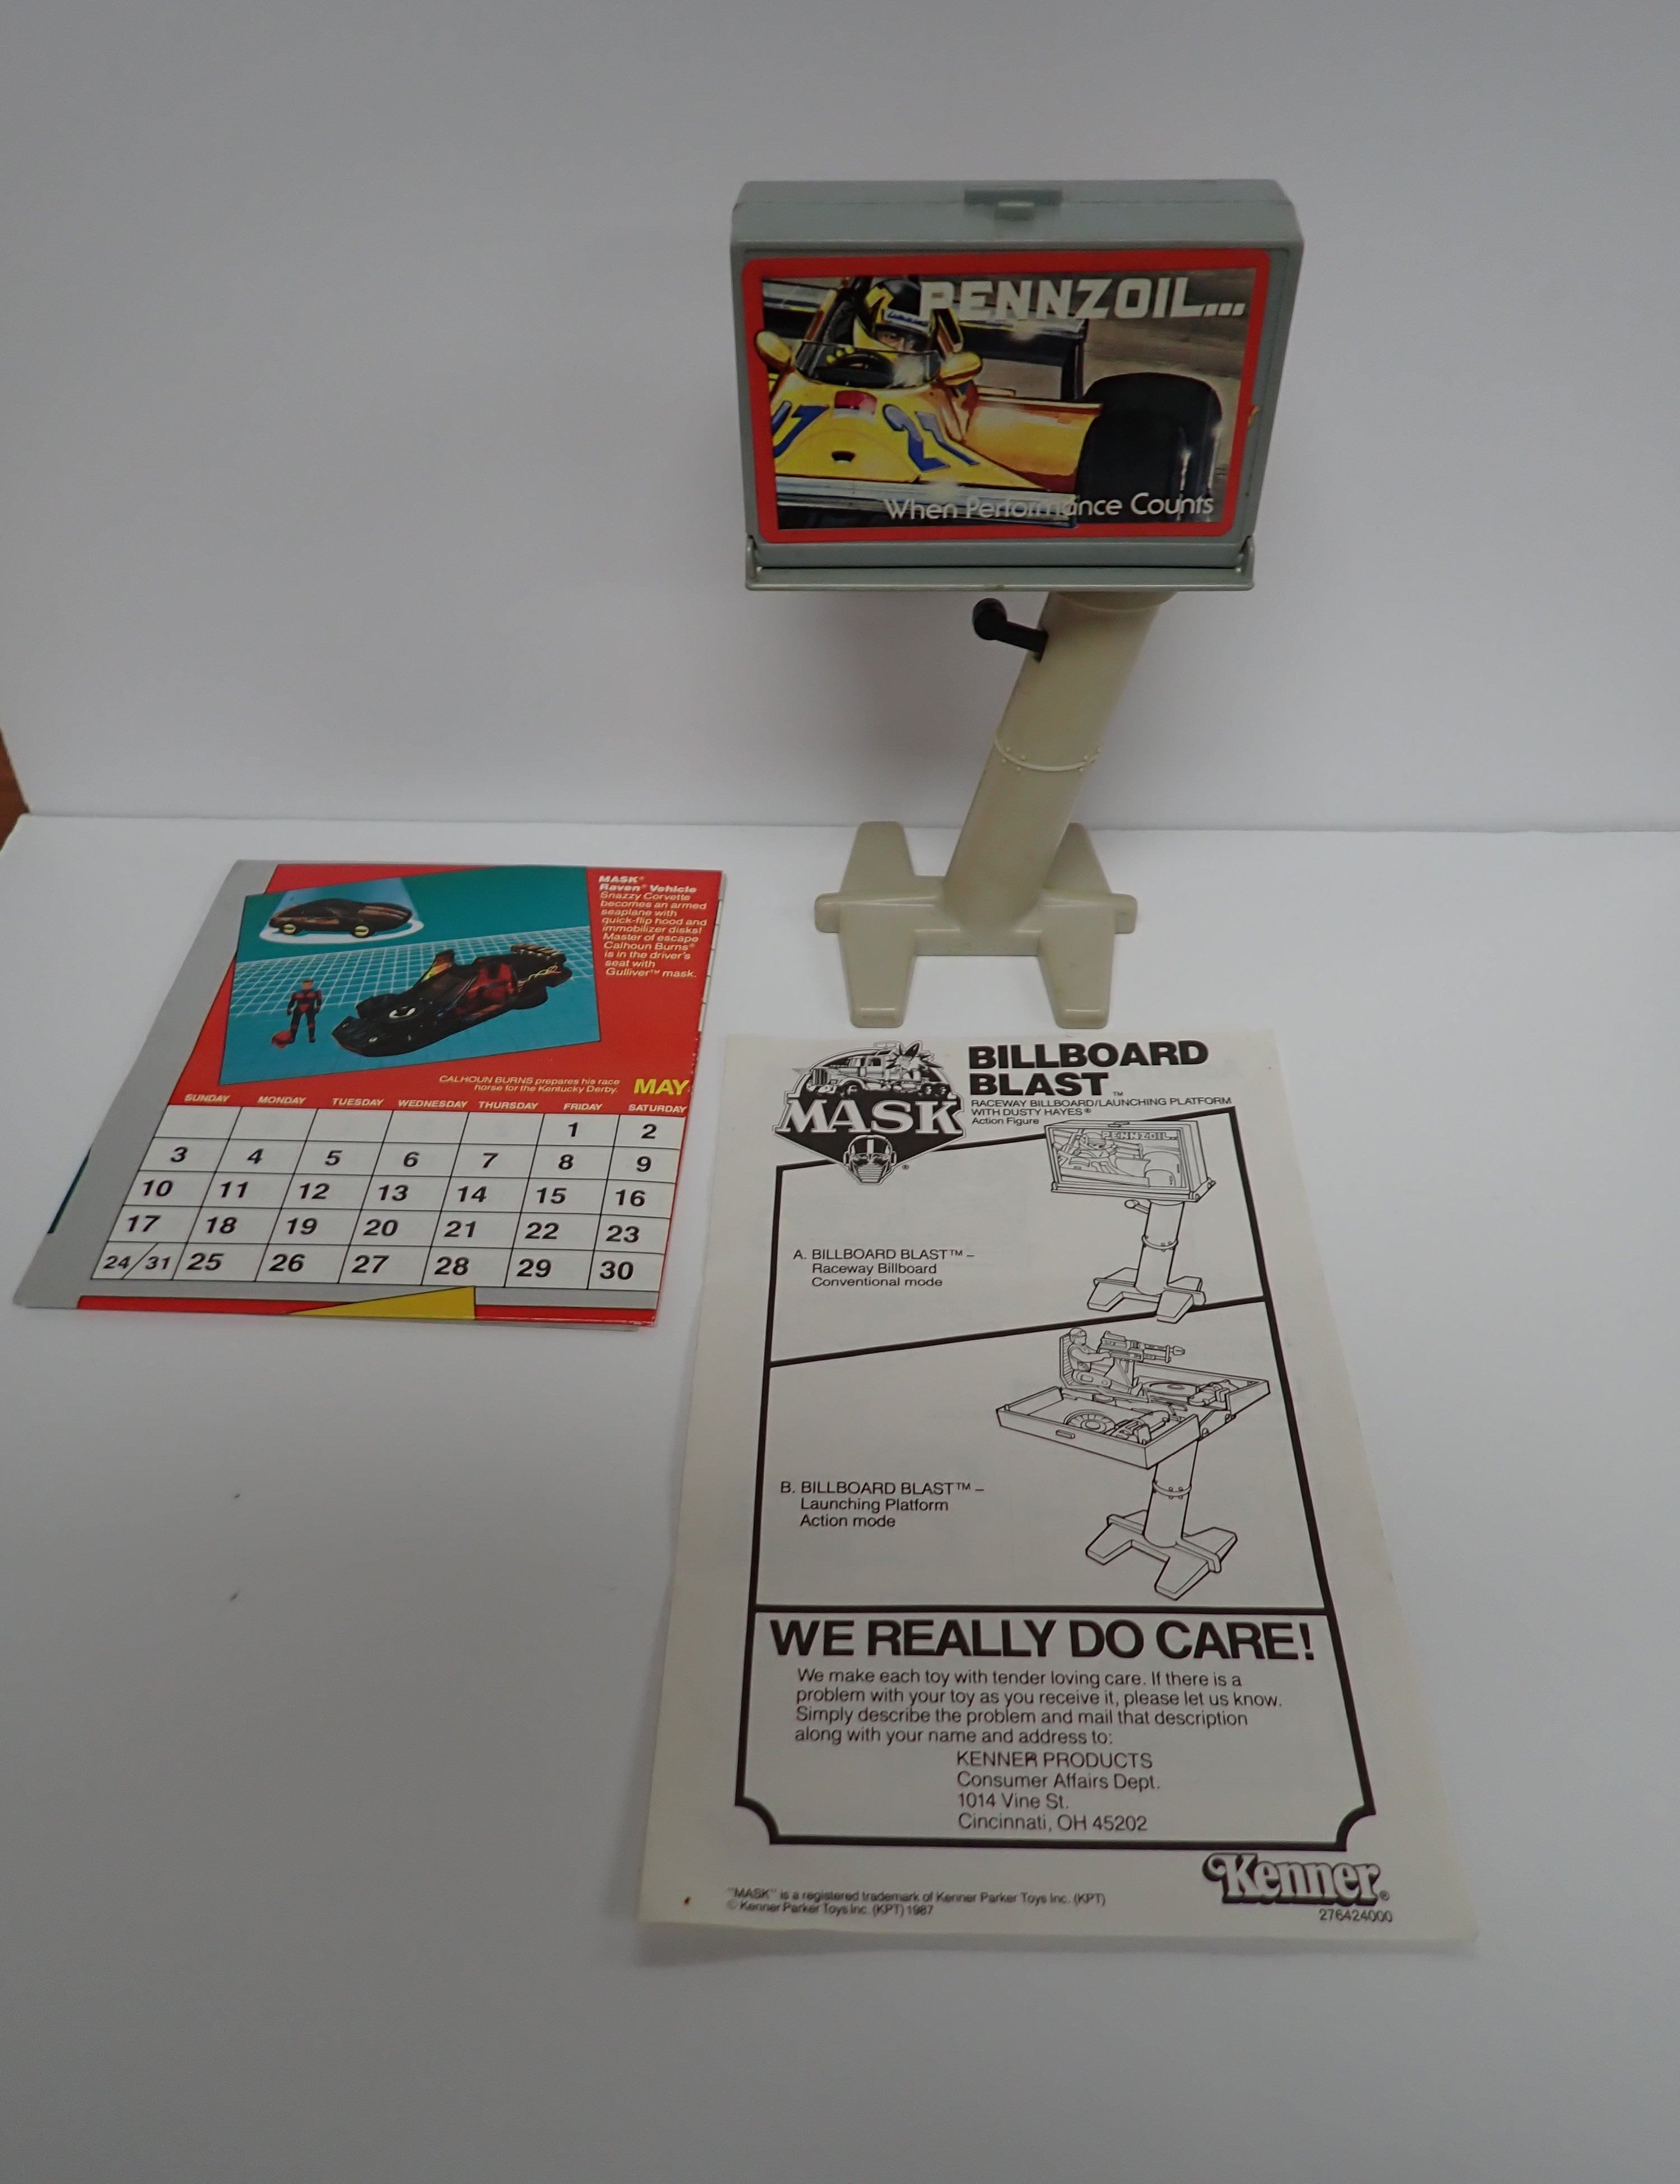 PENNZOIL...
When Performance Counts
27
MASK®
Raven® Vehicle
Snazzy Corvette
becomes an armed
seaplane with
quick-flip hood and
immobilizer disks!
Master of escape
Calhoun Burns®
is in the driver's
seat with
Gulliver™ mask.
CALHOUN BURNS prepares his race
horse for the Kentucky Derby.
MAY
SUNDAY MONDAY TUESDAY WEDNESDAY THURSDAY FRIDAY SATURDAY
1 2
3 4 5 6 7 8 9
10 11 12 13 14 15 16
17 18 19 20 21 22 23
24/31 25 26 27 28 29 30
MASK®
BILLBOARD
BLAST™
RACEWAY BILLBOARD/LAUNCHING PLATFORM
WITH DUSTY HAYES®
Action Figure
PENNZOIL...
A. BILLBOARD BLAST™ –
Raceway Billboard
Conventional mode
B. BILLBOARD BLAST™ –
Launching Platform
Action mode
WE REALLY DO CARE!
We make each toy with tender loving care. If there is a
problem with your toy as you receive it, please let us know.
Simply describe the problem and mail that description
along with your name and address to:
KENNER PRODUCTS
Consumer Affairs Dept.
1014 Vine St.
Cincinnati, OH 45202
Kenner®
276424000
"MASK" is a registered trademark of Kenner Parker Toys Inc. (KPT)
© Kenner Parker Toys Inc. (KPT) 1987